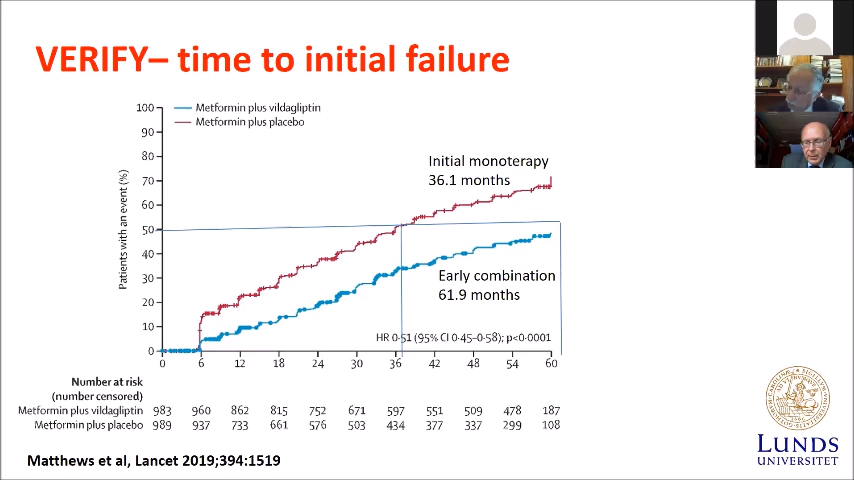 VERIFY– time to initial failure
Metformin plus vildagliptin
Metformin plus placebo
Patients with an event (%)
100
90
80
70
60
50
40
30
20
10
0
Initial monoterapy
36.1 months
Early combination
61.9 months
HR 0·51 (95% CI 0·45–0·58); p<0·0001
0 6 12 18 24 30 36 42 48 54 60
Number at risk
(number censored)
Metformin plus vildagliptin 983 960 862 815 752 671 597 551 509 478 187
Metformin plus placebo 989 937 733 661 576 503 434 377 337 299 108
Matthews et al, Lancet 2019;394:1519
LUNDS
UNIVERSITET